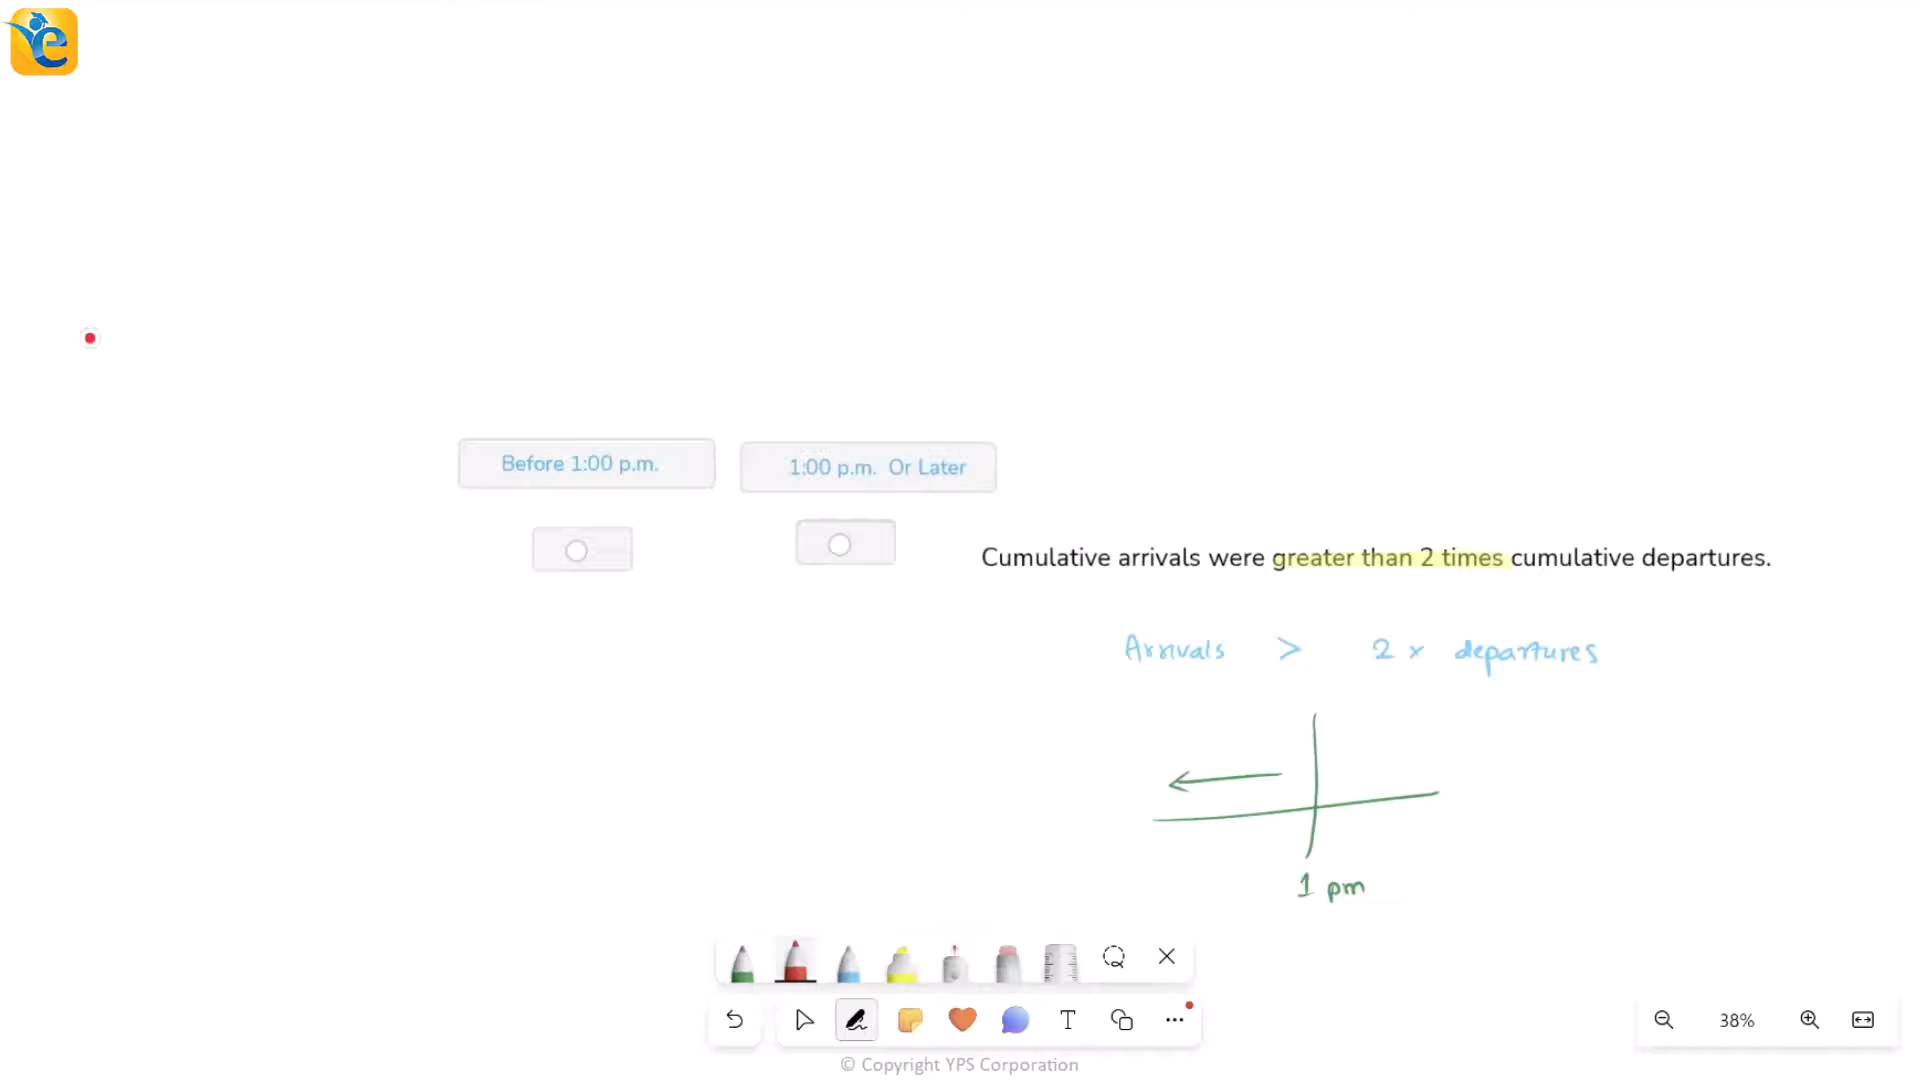 e
Before 1:00 p.m.
1:00 p.m. Or Later
Cumulative arrivals were greater than 2 times cumulative departures.
Arrivals > 2 × departures
1 pm
T
38%
© Copyright YPS Corporation